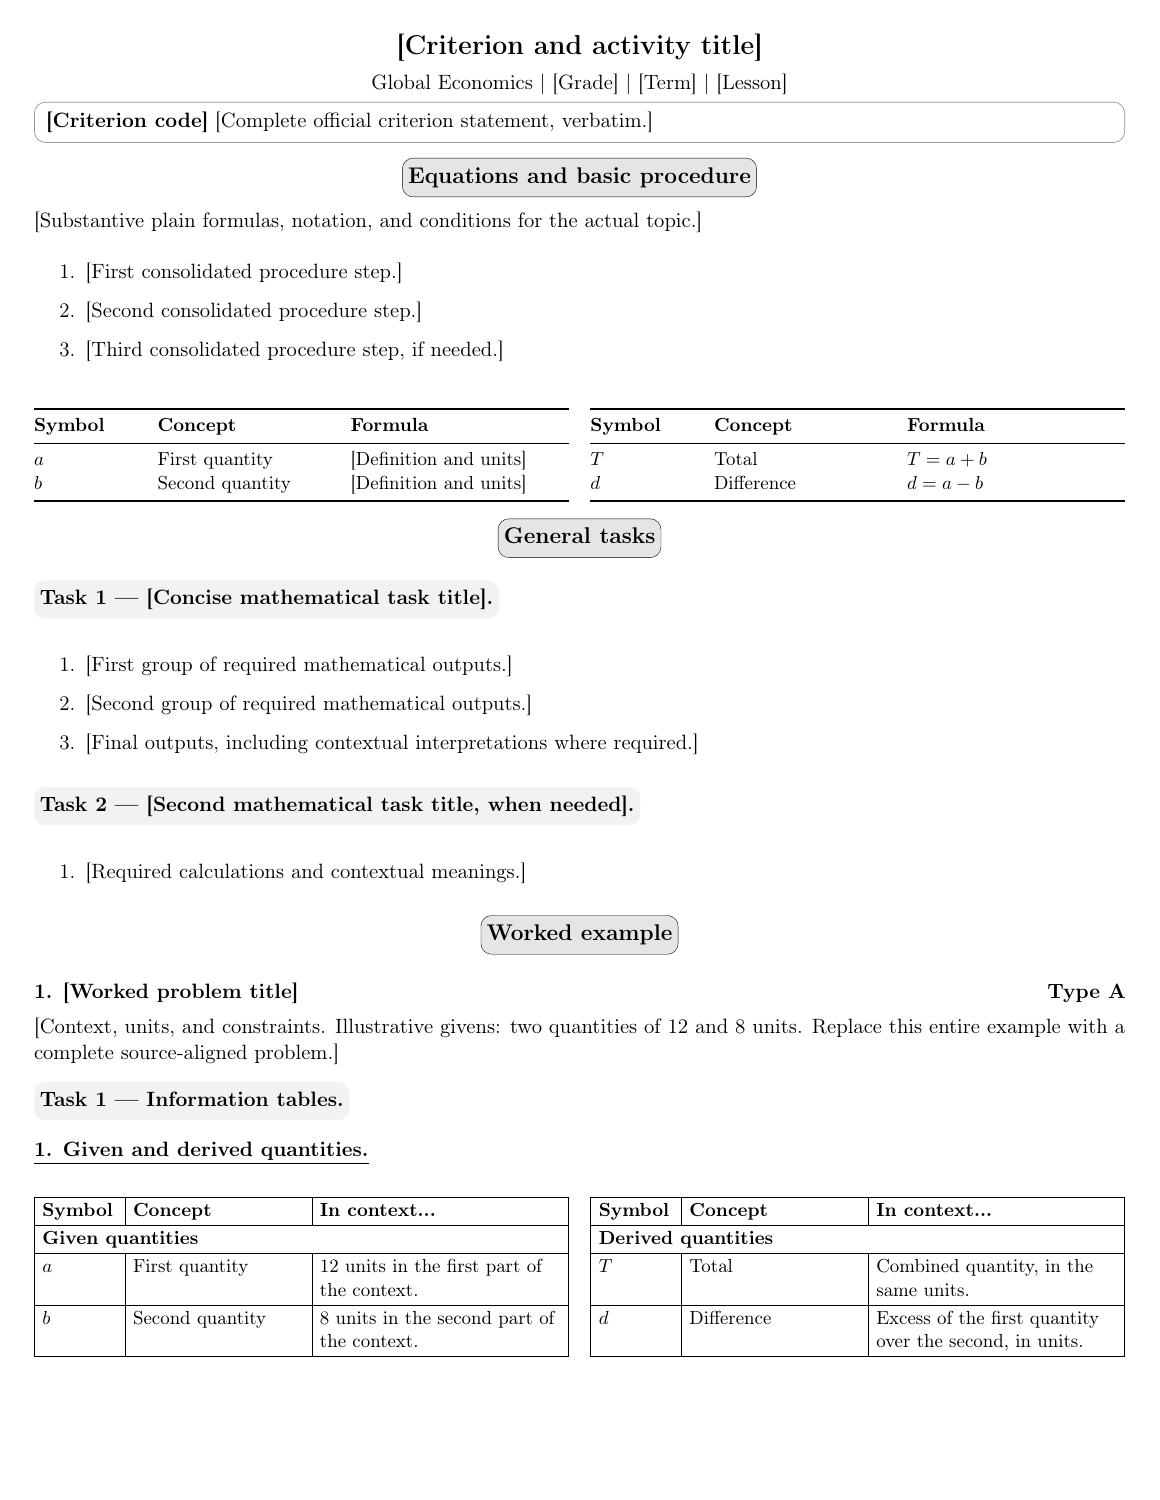 [Criterion and activity title]
Global Economics | [Grade] | [Term] | [Lesson]
[Criterion code] [Complete official criterion statement, verbatim.]
Equations and basic procedure
[Substantive plain formulas, notation, and conditions for the actual topic.]
1. [First consolidated procedure step.]
2. [Second consolidated procedure step.]
3. [Third consolidated procedure step, if needed.]
Symbol Concept Formula Symbol Concept Formula
a First quantity [Definition and units] T Total T = a + b
b Second quantity [Definition and units] d Difference d = a − b
General tasks
Task 1 — [Concise mathematical task title].
1. [First group of required mathematical outputs.]
2. [Second group of required mathematical outputs.]
3. [Final outputs, including contextual interpretations where required.]
Task 2 — [Second mathematical task title, when needed].
1. [Required calculations and contextual meanings.]
Worked example
1. [Worked problem title] Type A
[Context, units, and constraints. Illustrative givens: two quantities of 12 and 8 units. Replace this entire example with a
complete source-aligned problem.]
Task 1 — Information tables.
1. Given and derived quantities.
Symbol Concept In context...
Given quantities
a First quantity 12 units in the first part of
the context.
b Second quantity 8 units in the second part of
the context.
Symbol Concept In context...
Derived quantities
T Total Combined quantity, in the
same units.
d Difference Excess of the first quantity
over the second, in units.